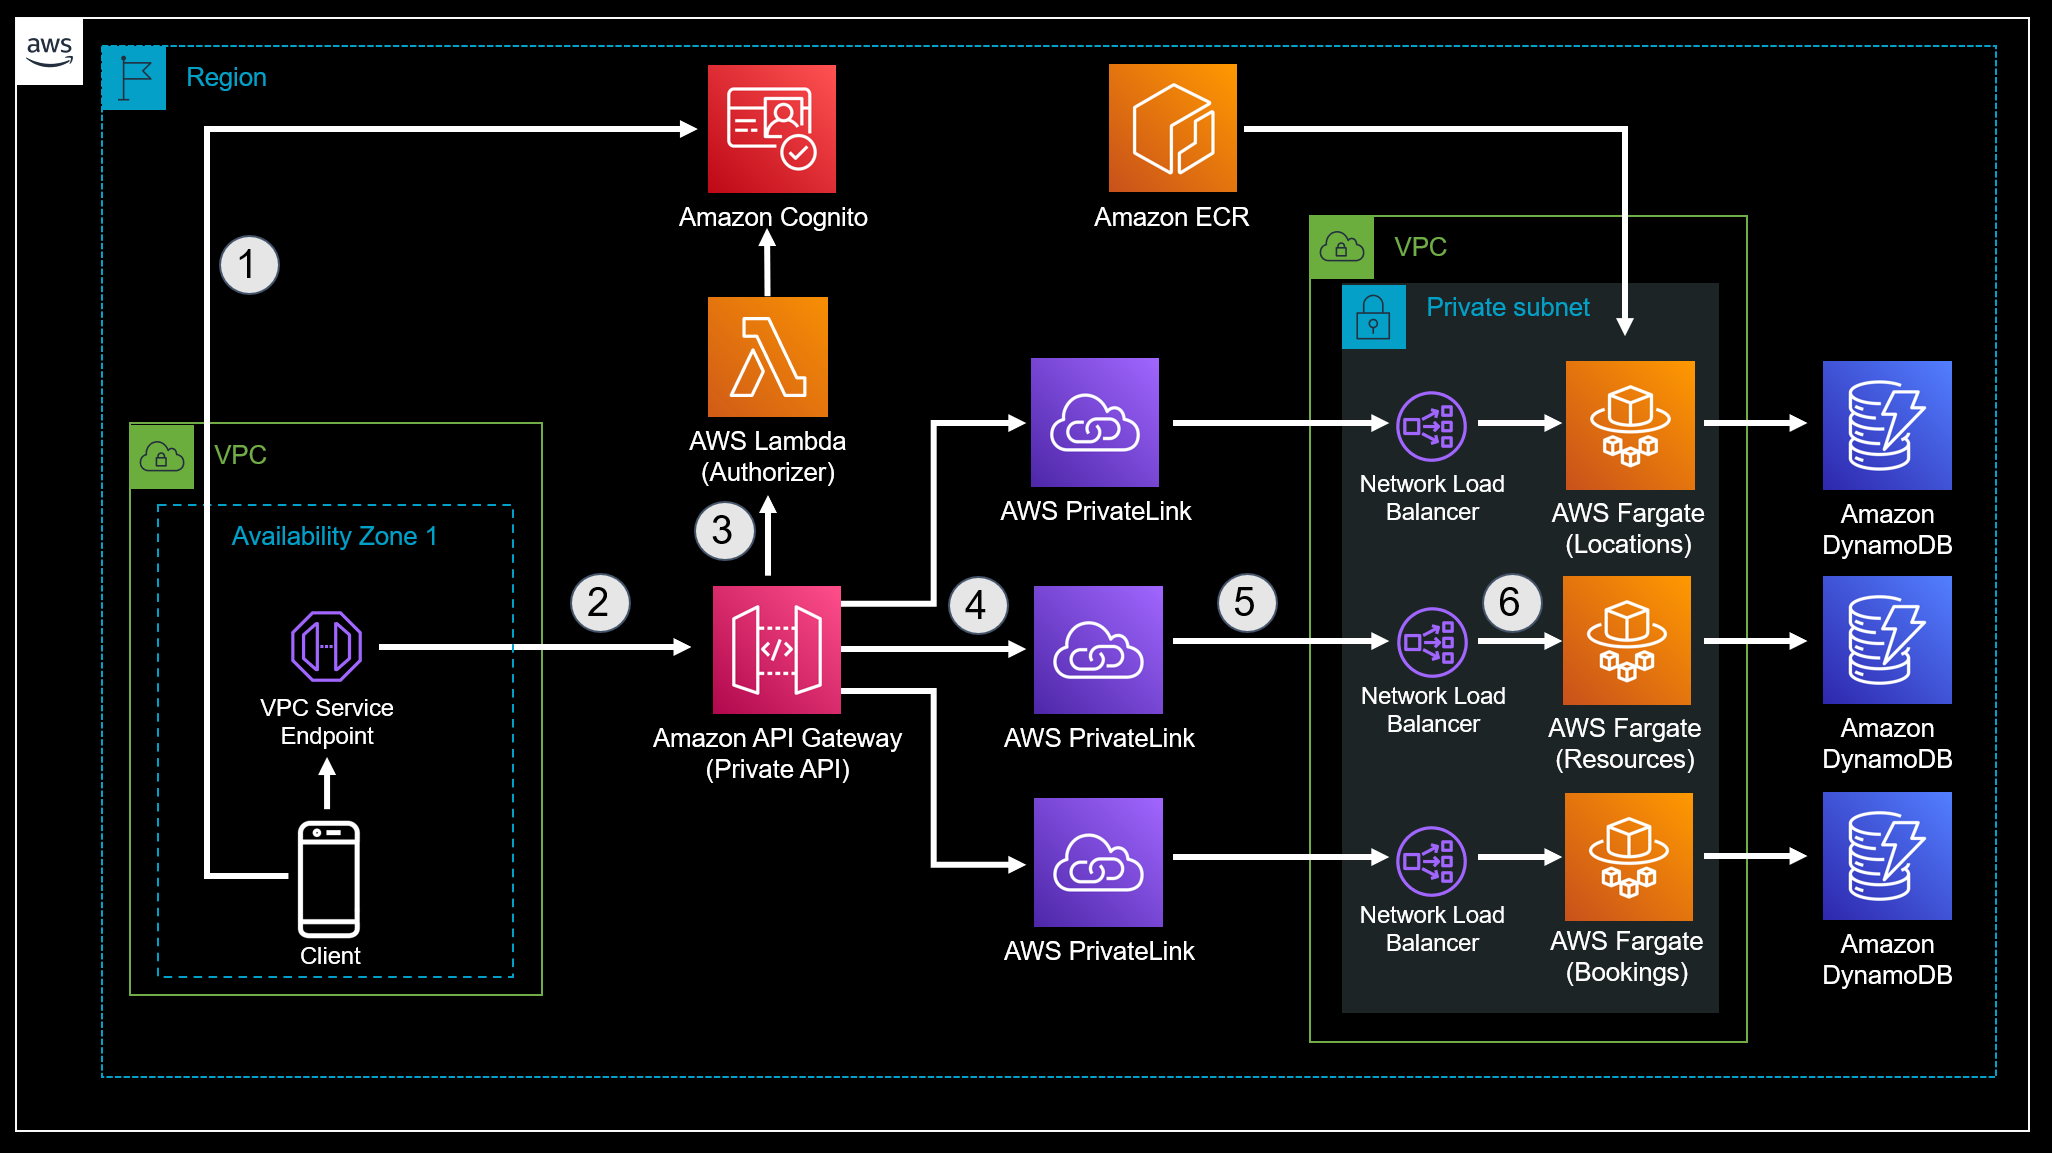 aws
Region
Amazon Cognito
Amazon ECR
1
VPC
Private subnet
AWS Lambda
(Authorizer)
VPC
Availability Zone 1
3
2
4
5
6
AWS PrivateLink
Network Load
Balancer
AWS Fargate
(Locations)
Amazon
DynamoDB
VPC Service
Endpoint
Amazon API Gateway
(Private API)
AWS PrivateLink
Network Load
Balancer
AWS Fargate
(Resources)
Amazon
DynamoDB
Client
AWS PrivateLink
Network Load
Balancer
AWS Fargate
(Bookings)
Amazon
DynamoDB